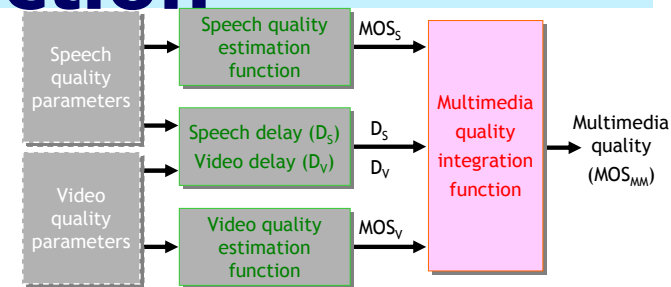 Speech
quality
parameters
Video
quality
parameters
Speech quality
estimation
function
Speech delay (D_S)
Video delay (D_V)
Video quality
estimation
function
MOS_S
D_S
D_V
MOS_V
Multimedia
quality
integration
function
Multimedia
quality
(MOS_MM)